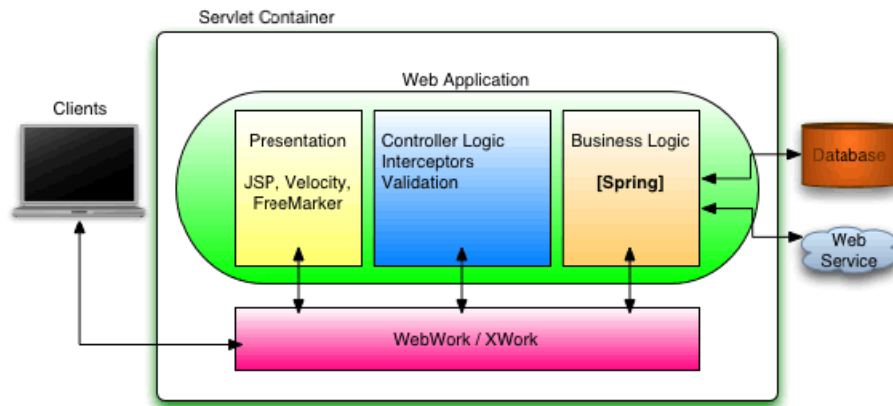 Servlet Container
Web Application
Clients
Presentation
JSP, Velocity,
FreeMarker
Controller Logic
Interceptors
Validation
Business Logic
[Spring]
Database
Web
Service
WebWork / XWork